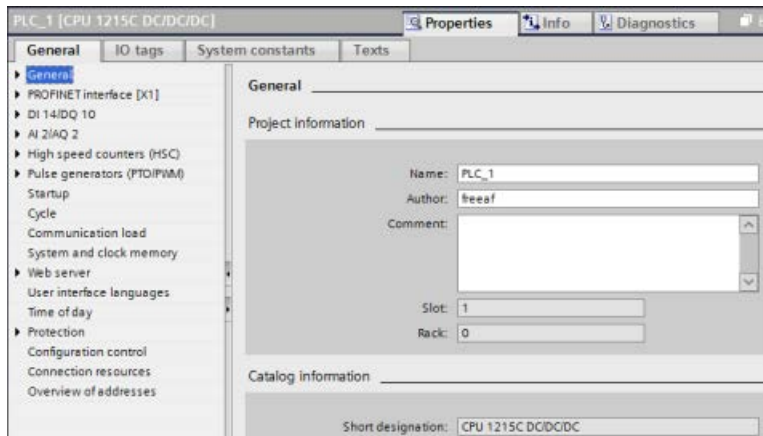 PLC_1 [CPU 1215C DC/DC/DC]
Properties
Info
Diagnostics
General
IO tags
System constants
Texts
General
PROFINET interface [X1]
DI 14/DQ 10
AI 2/AQ 2
High speed counters (HSC)
Pulse generators (PTO/PWM)
Startup
Cycle
Communication load
System and clock memory
Web server
User interface languages
Time of day
Protection
Configuration control
Connection resources
Overview of addresses
General
Project information
Name: PLC_1
Author: freeaf
Comment:
Slot: 1
Rack: 0
Catalog information
Short designation: CPU 1215C DC/DC/DC